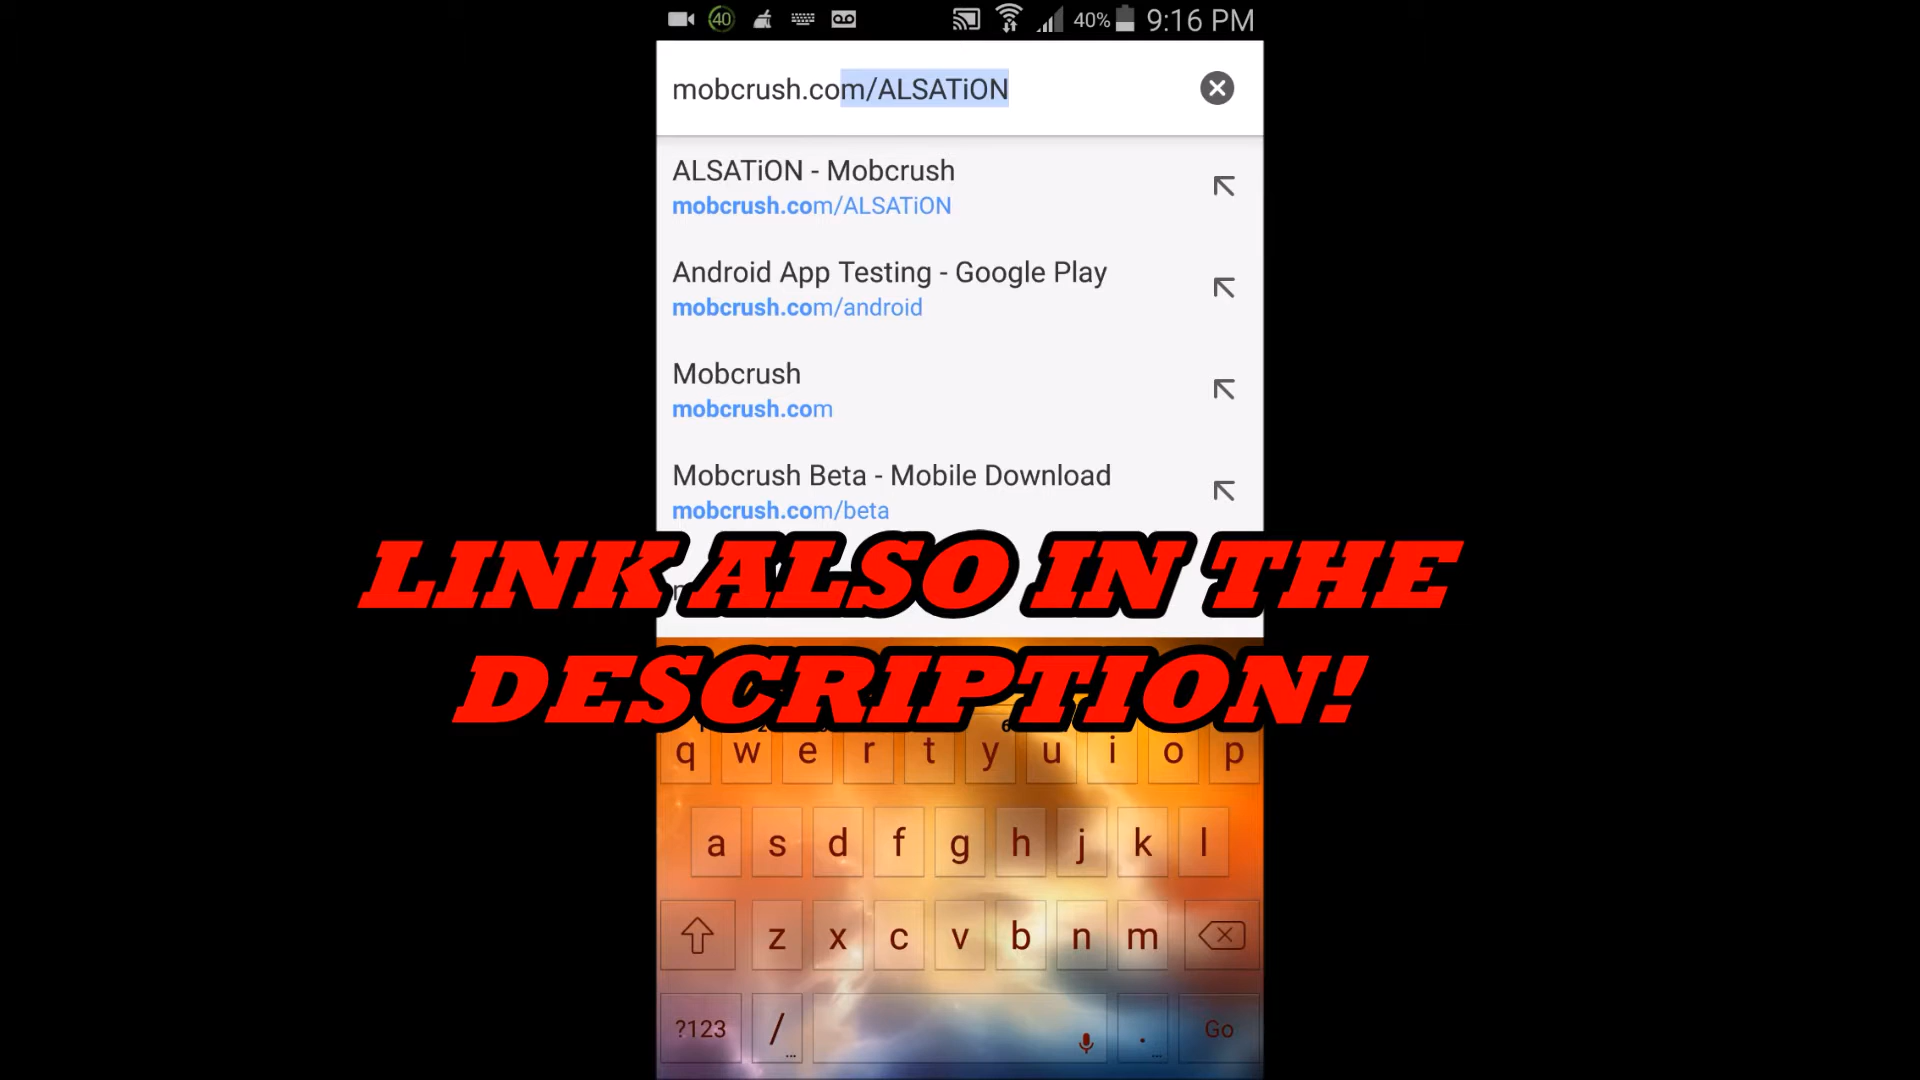 40 40% 9:16 PM
mobcrush.com/ALSATiON
ALSATiON - Mobcrush
mobcrush.com/ALSATiON
Android App Testing - Google Play
mobcrush.com/android
Mobcrush
mobcrush.com
Mobcrush Beta - Mobile Download
mobcrush.com/beta
LINK ALSO IN THE
DESCRIPTION!
q w e r t y u i o p
a s d f g h j k l
z x c v b n m
?123 / . Go